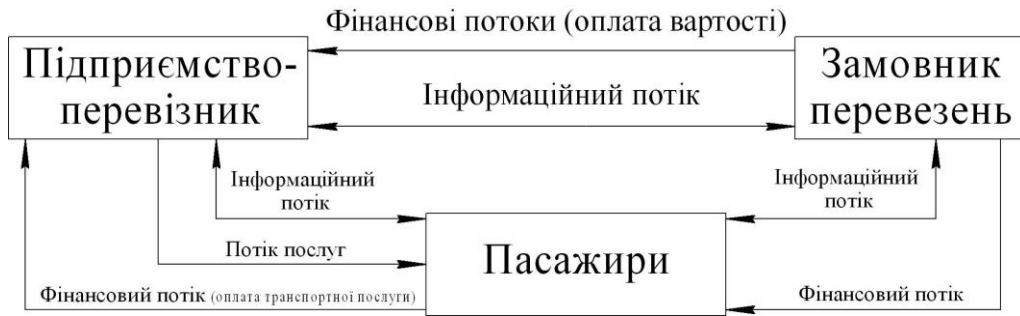 Фінансові потоки (оплата вартості)
Підприємство-
перевізник
Інформаційний потік
Замовник
перевезень
Інформаційний
потік
Інформаційний
потік
Потік послуг
Пасажири
Фінансовий потік (оплата транспортної послуги)
Фінансовий потік